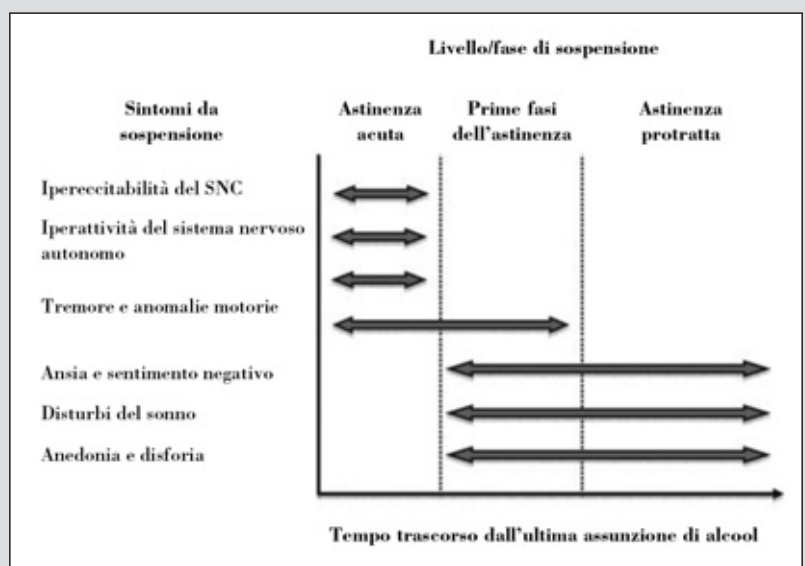 Livello/fase di sospensione
Sintomi da
sospensione
Astinenza
acuta
Prime fasi
dell'astinenza
Astinenza
protratta
Ipereccitabilità del SNC
Iperattività del sistema nervoso
autonomo
Tremore e anomalie motorie
Ansia e sentimento negativo
Disturbi del sonno
Anedonia e disforia
Tempo trascorso dall'ultima assunzione di alcool